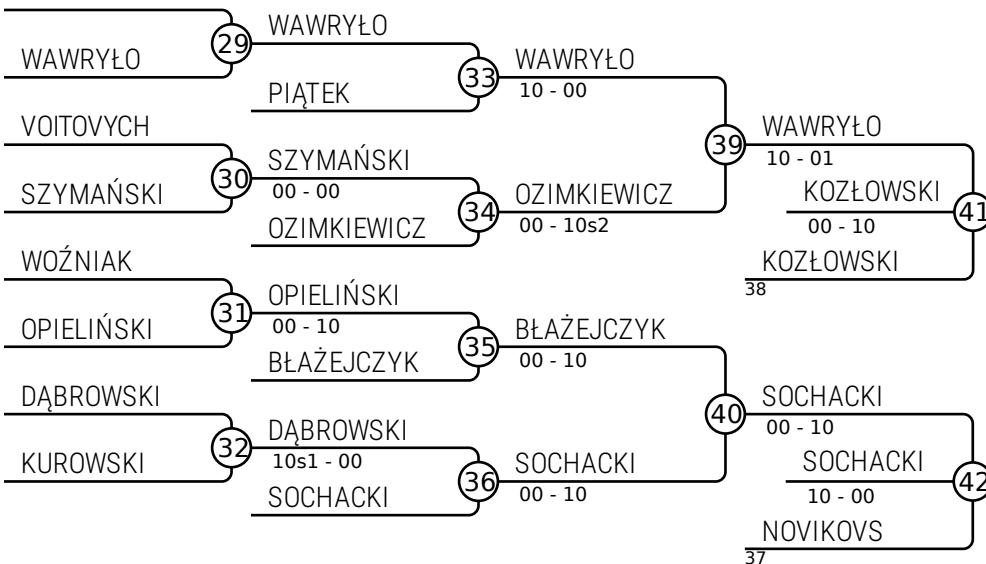 WAWRYŁO
29
WAWRYŁO
PIĄTEK
33
WAWRYŁO
10 - 00
VOITOVYCH
SZYMAŃSKI
30
SZYMAŃSKI
00 - 00
OZIMKIEWICZ
34
OZIMKIEWICZ
00 - 10s2
39
WAWRYŁO
10 - 01
KOZŁOWSKI
00 - 10
41
KOZŁOWSKI
38
WOŹNIAK
OPIELIŃSKI
31
OPIELIŃSKI
00 - 10
BŁAŻEJCZYK
35
BŁAŻEJCZYK
00 - 10
DĄBROWSKI
KUROWSKI
32
DĄBROWSKI
10s1 - 00
SOCHACKI
36
SOCHACKI
00 - 10
40
SOCHACKI
00 - 10
SOCHACKI
10 - 00
42
NOVIKOVS
37